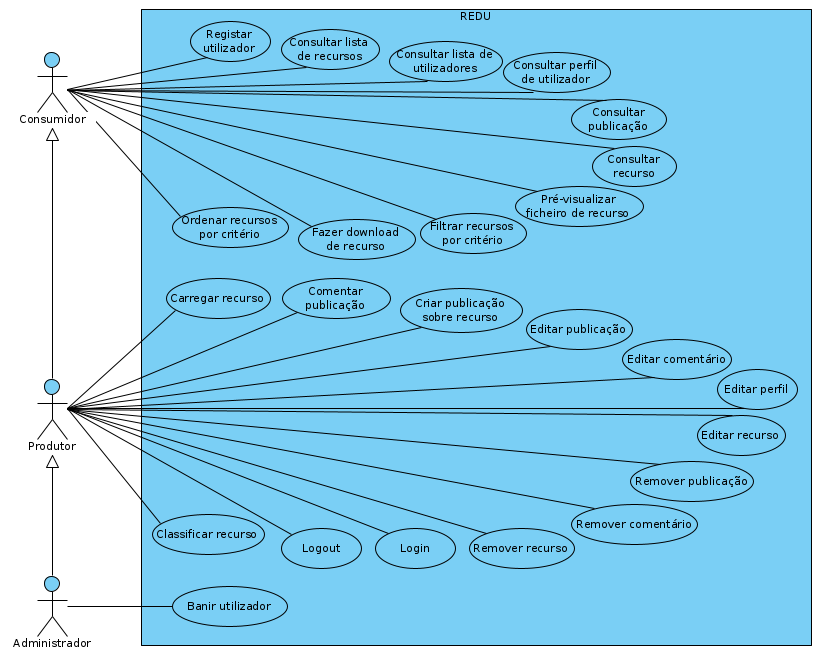 REDU
Registar
utilizador
Consultar lista
de recursos
Consultar lista de
utilizadores
Consultar perfil
de utilizador
Consultar
publicação
Consultar
recurso
Pré-visualizar
ficheiro de recurso
Filtrar recursos
por critério
Fazer download
de recurso
Ordenar recursos
por critério
Consumidor
Carregar recurso
Comentar
publicação
Criar publicação
sobre recurso
Editar publicação
Editar comentário
Editar perfil
Editar recurso
Remover publicação
Remover comentário
Remover recurso
Login
Logout
Classificar recurso
Produtor
Banir utilizador
Administrador